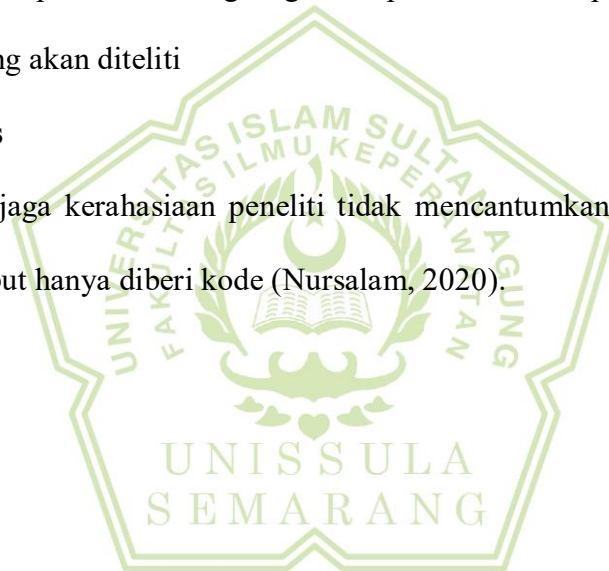 ng akan diteliti
s
jaga kerahasiaan peneliti tidak mencantumkan
but hanya diberi kode (Nursalam, 2020).
UNIVERSITAS ISLAM SULTAN AGUNG
FAKULTAS ILMU KEPERAWATAN
UNISSULA
SEMARANG